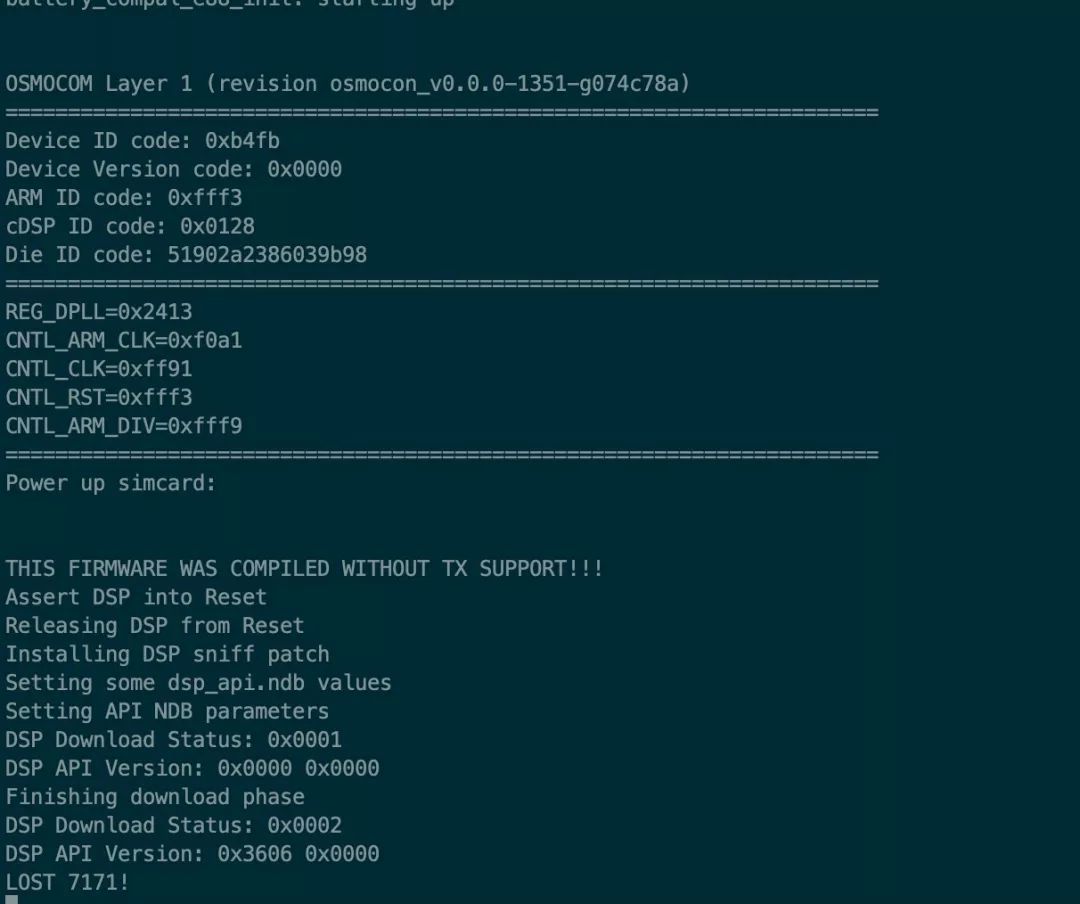 battery_compal_e88_init: starting up
OSMOCOM Layer 1 (revision osmocon_v0.0.0-1351-g074c78a)
======================================================================
Device ID code: 0xb4fb
Device Version code: 0x0000
ARM ID code: 0xfff3
cDSP ID code: 0x0128
Die ID code: 51902a2386039b98
======================================================================
REG_DPLL=0x2413
CNTL_ARM_CLK=0xf0a1
CNTL_CLK=0xff91
CNTL_RST=0xfff3
CNTL_ARM_DIV=0xfff9
======================================================================
Power up simcard:
THIS FIRMWARE WAS COMPILED WITHOUT TX SUPPORT!!!
Assert DSP into Reset
Releasing DSP from Reset
Installing DSP sniff patch
Setting some dsp_api.ndb values
Setting API NDB parameters
DSP Download Status: 0x0001
DSP API Version: 0x0000 0x0000
Finishing download phase
DSP Download Status: 0x0002
DSP API Version: 0x3606 0x0000
LOST 7171!